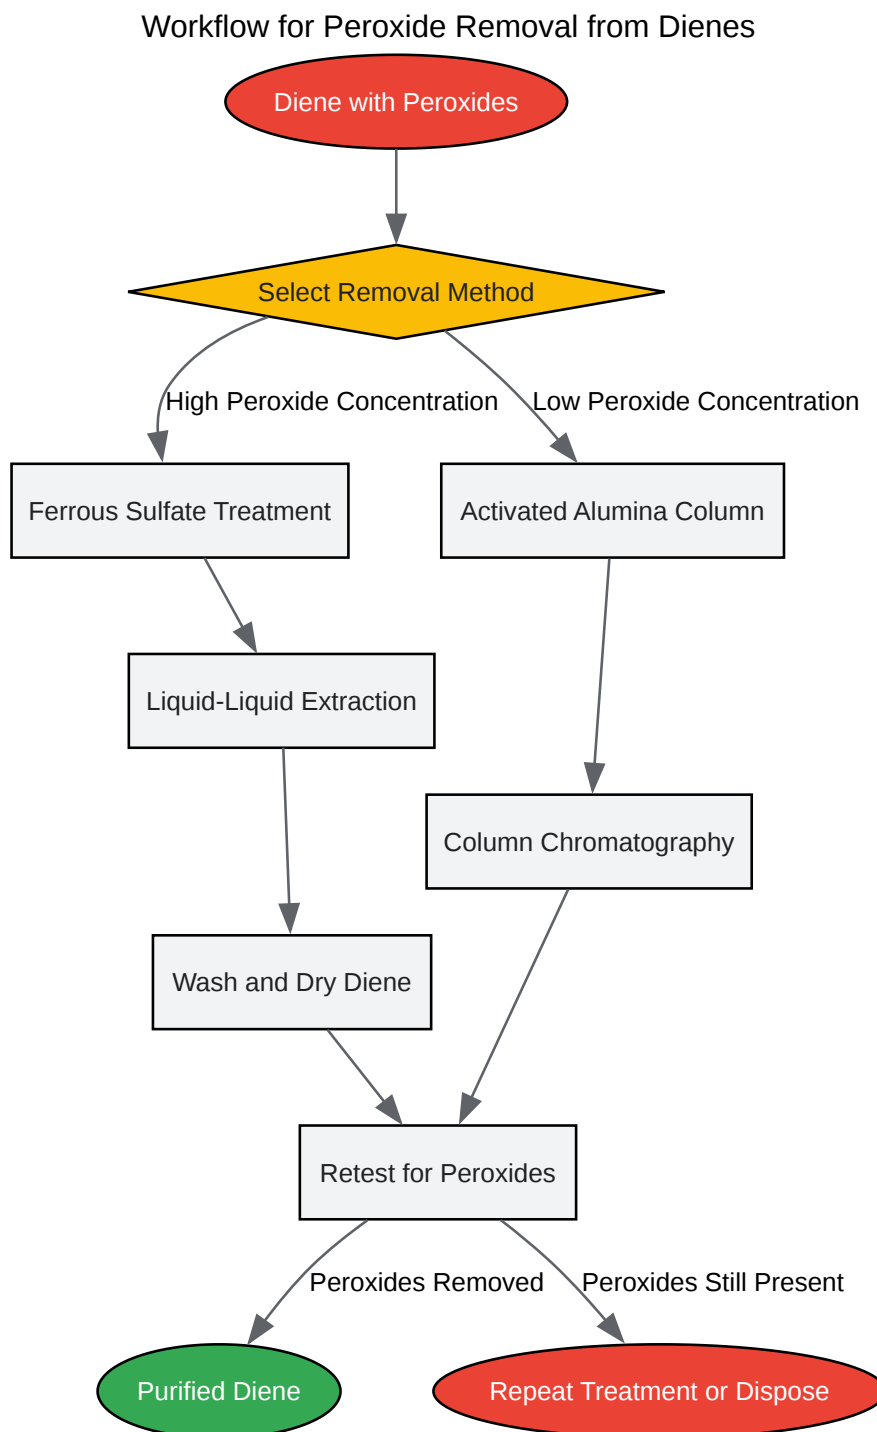 Workflow for Peroxide Removal from Dienes
Diene with Peroxides
Select Removal Method
High Peroxide Concentration
Low Peroxide Concentration
Ferrous Sulfate Treatment
Activated Alumina Column
Liquid-Liquid Extraction
Column Chromatography
Wash and Dry Diene
Retest for Peroxides
Peroxides Removed
Peroxides Still Present
Purified Diene
Repeat Treatment or Dispose